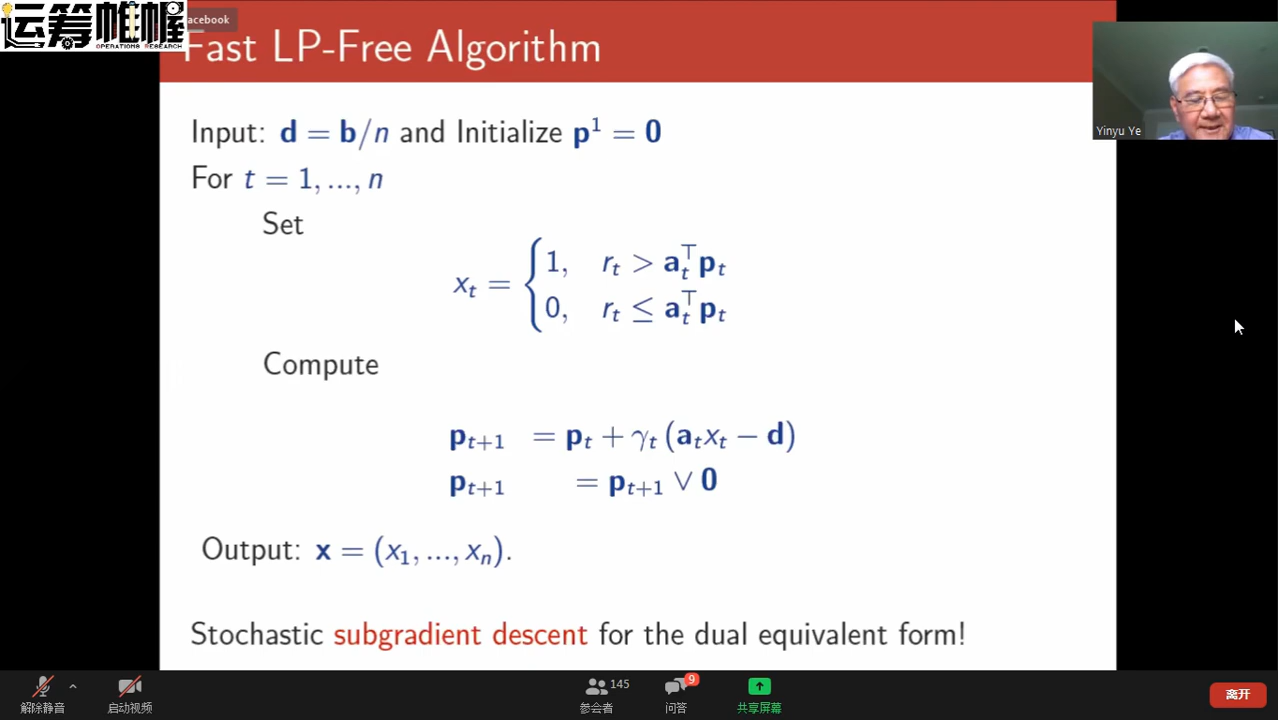 运筹帷幄
OPERATIONS RESEARCH
acebook
Fast LP-Free Algorithm
Yinyu Ye
Input: d = b/n and Initialize p¹ = 0
For t = 1, ..., n
Set
x_t = { 1, r_t > a_t^⊤ p_t
0, r_t ≤ a_t^⊤ p_t
Compute
p_{t+1} = p_t + γ_t (a_t x_t − d)
p_{t+1} = p_{t+1} ∨ 0
Output: x = (x_1, ..., x_n).
Stochastic subgradient descent for the dual equivalent form!
解除静音
启动视频
145
参会者
9
问答
共享屏幕
离开